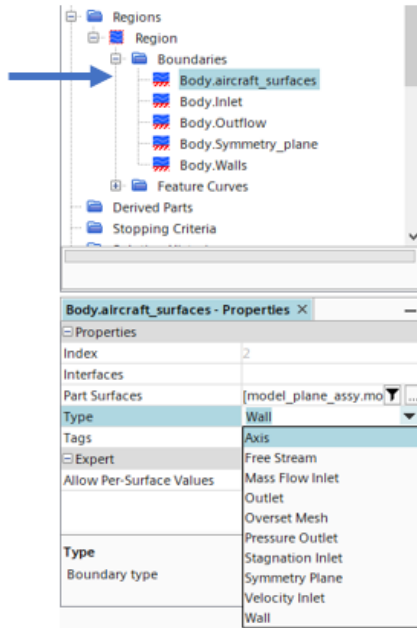 Regions
Region
Boundaries
Body.aircraft_surfaces
Body.Inlet
Body.Outflow
Body.Symmetry_plane
Body.Walls
Feature Curves
Derived Parts
Stopping Criteria
Body.aircraft_surfaces - Properties
Properties
Index 2
Interfaces
Part Surfaces [model_plane_assy.mo ...
Type Wall
Tags Axis
Expert Free Stream
Allow Per-Surface Values Mass Flow Inlet
Outlet
Overset Mesh
Type Pressure Outlet
Boundary type Stagnation Inlet
Symmetry Plane
Velocity Inlet
Wall